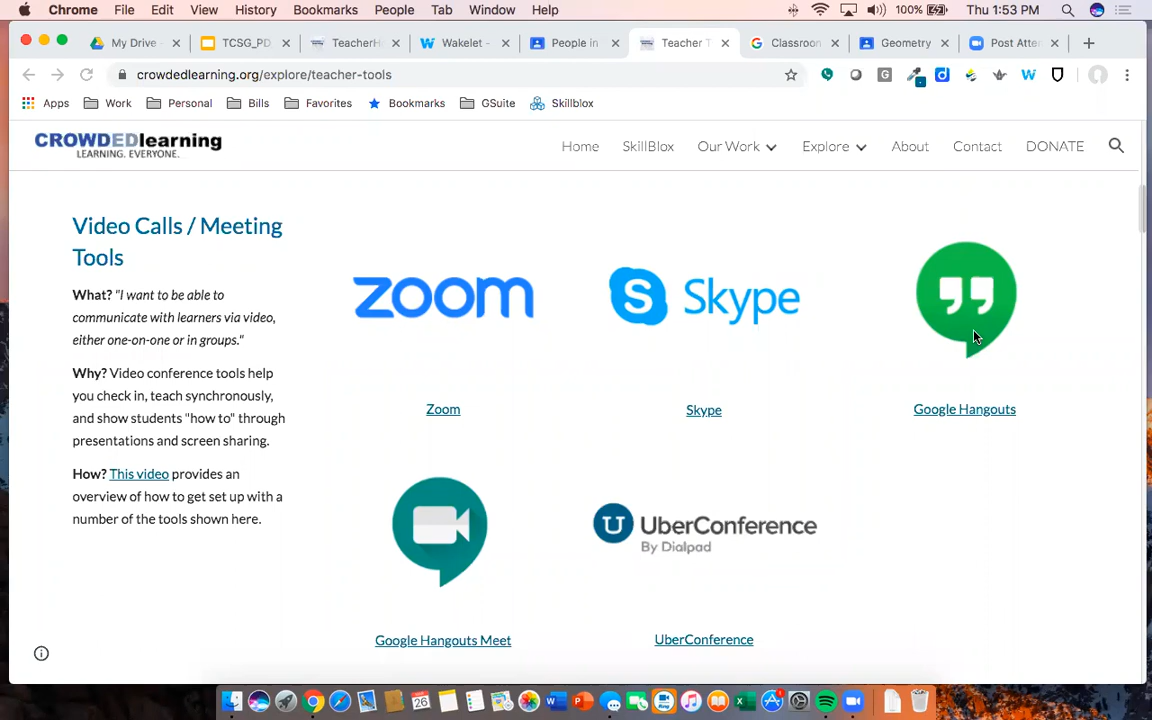 Chrome File Edit View History Bookmarks People Tab Window Help 100% Thu 1:53 PM
My Drive - TCSG_PD TeacherH Wakelet - People in Teacher T Classroon Geometry Post Atter
crowdedlearning.org/explore/teacher-tools
Apps Work Personal Bills Favorites Bookmarks GSuite Skillblox
CROWDEDlearning
LEARNING. EVERYONE.
Home SkillBlox Our Work Explore About Contact DONATE
Video Calls / Meeting
Tools
What? "I want to be able to
communicate with learners via video,
either one-on-one or in groups."
Why? Video conference tools help
you check in, teach synchronously,
and show students "how to" through
presentations and screen sharing.
How? This video provides an
overview of how to get set up with a
number of the tools shown here.
zoom
Skype
Zoom
Skype
Google Hangouts
UberConference
By Dialpad
Google Hangouts Meet
UberConference
26